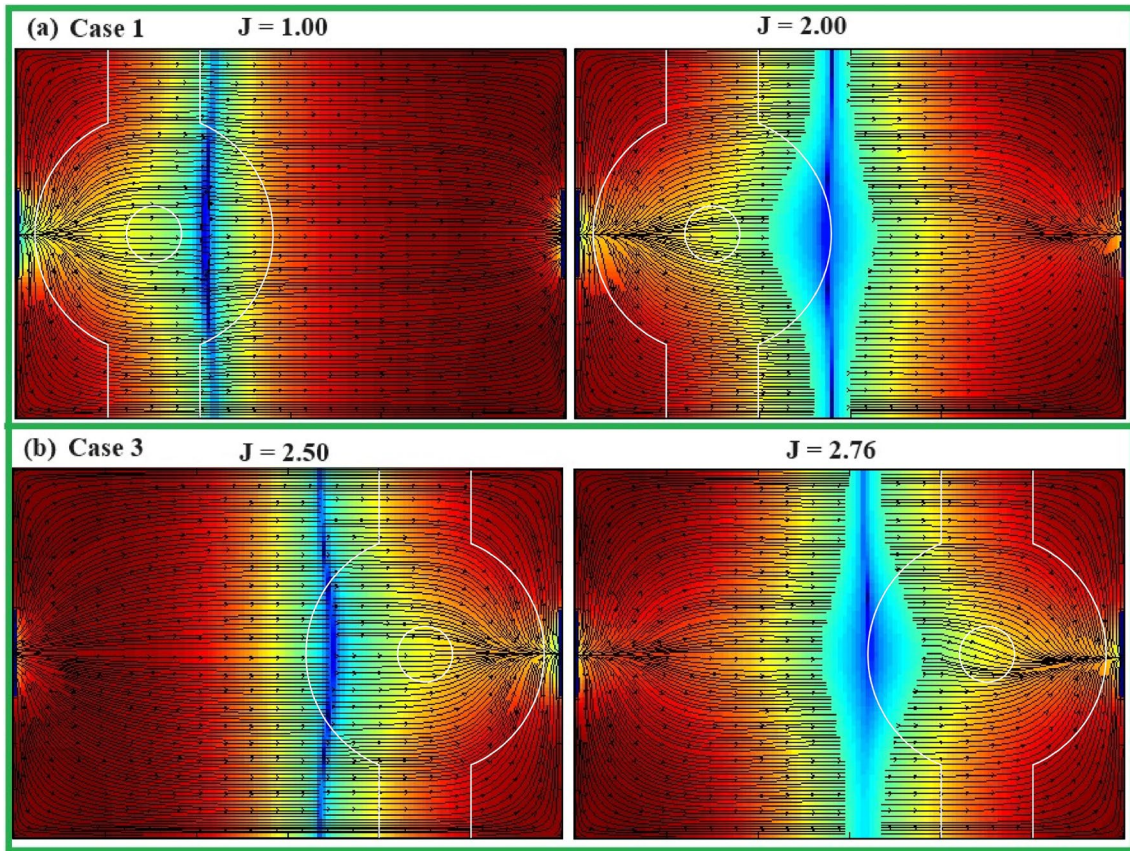 (a) Case 1 J = 1.00 J = 2.00
(b) Case 3 J = 2.50 J = 2.76